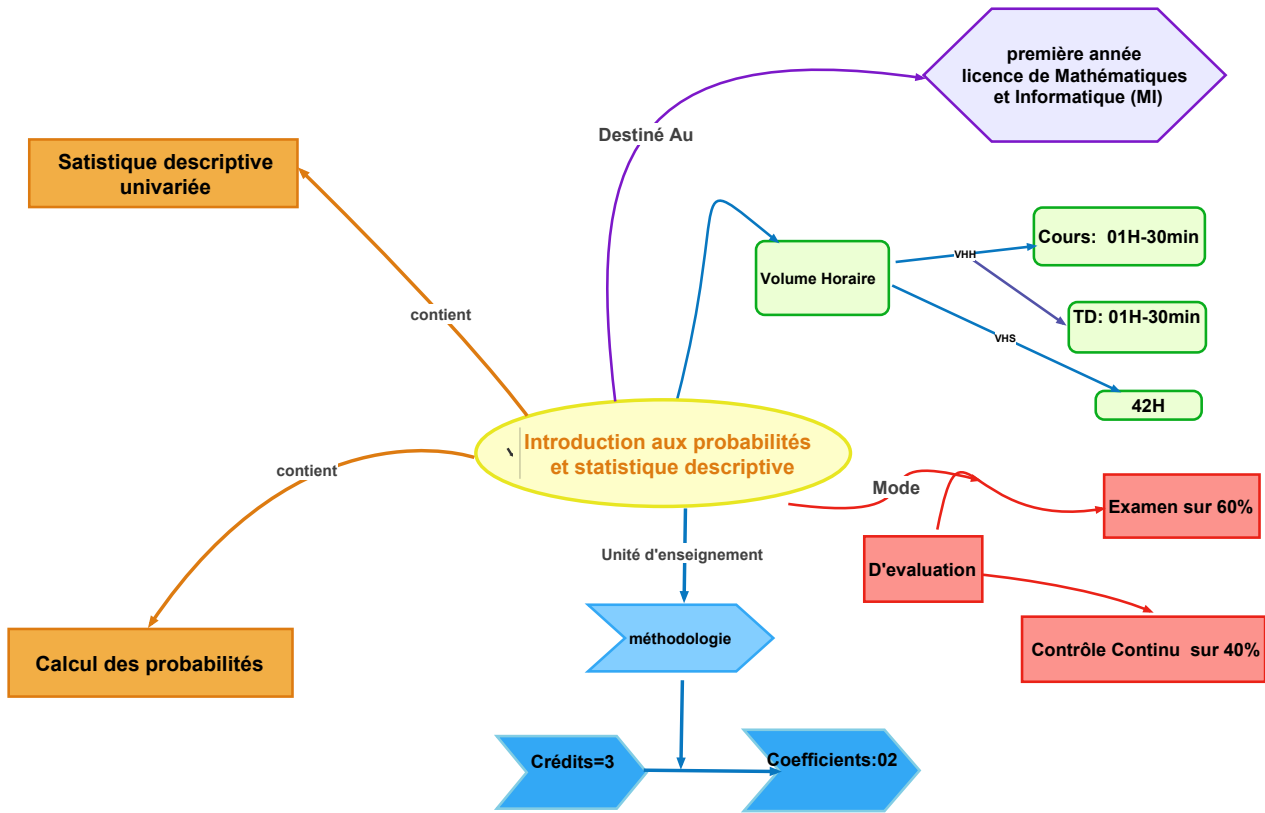 première année
licence de Mathématiques
et Informatique (MI)
Destiné Au
Satistique descriptive
univariée
Cours:  01H-30min
VHH
Volume Horaire
TD: 01H-30min
contient
VHS
42H
Introduction aux probabilités
et statistique descriptive
contient
Mode
Examen sur 60%
Unité d'enseignement
D'evaluation
méthodologie
Contrôle Continu  sur 40%
Calcul des probabilités
Crédits=3
Coefficients:02